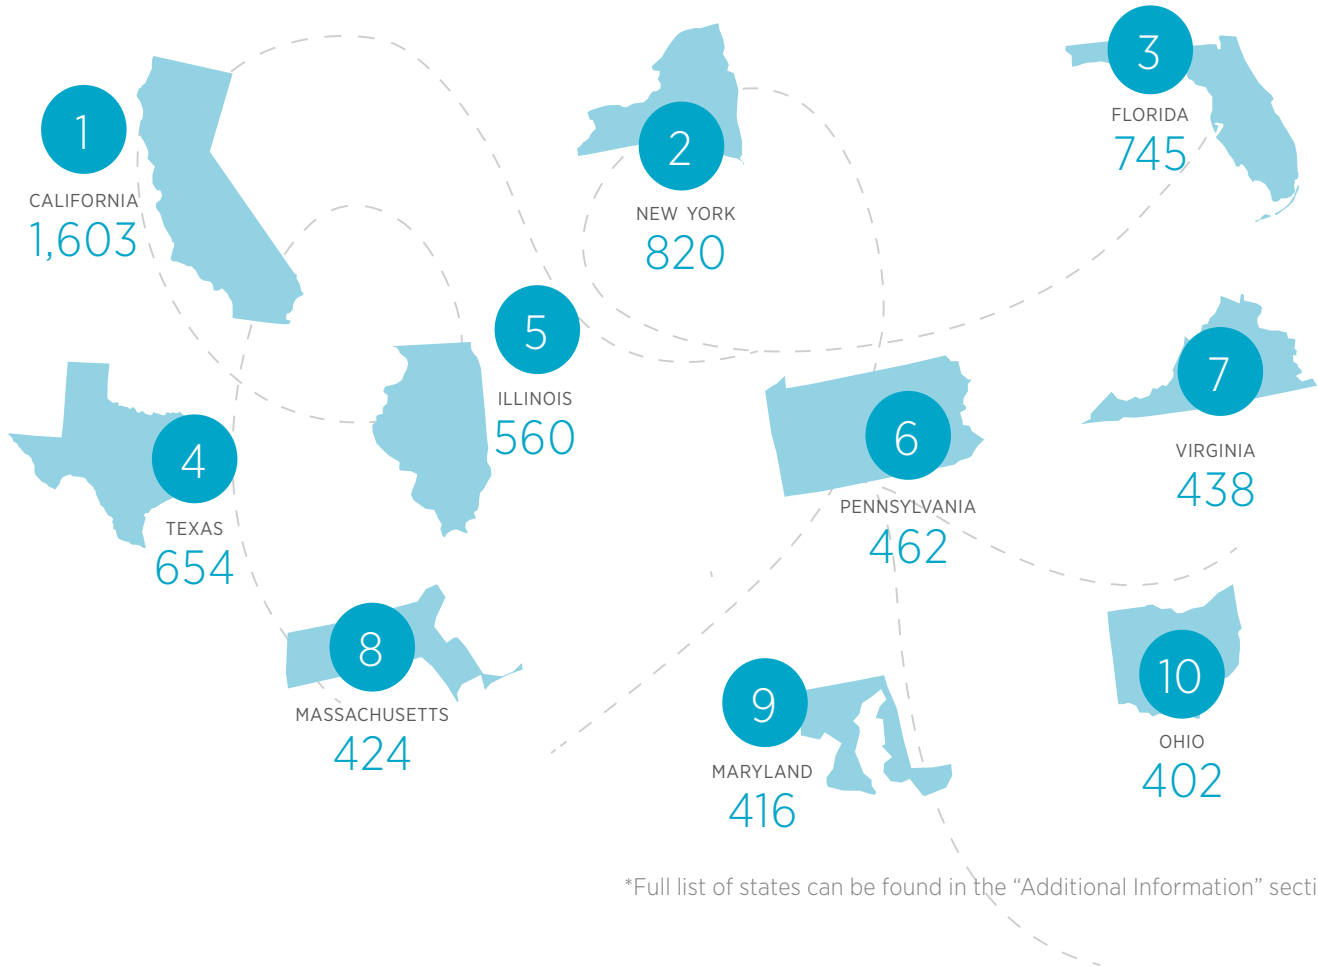 1
CALIFORNIA
1,603
2
NEW YORK
820
3
FLORIDA
745
4
TEXAS
654
5
ILLINOIS
560
6
PENNSYLVANIA
462
7
VIRGINIA
438
8
MASSACHUSETTS
424
9
MARYLAND
416
10
OHIO
402
*Full list of states can be found in the “Additional Information” secti